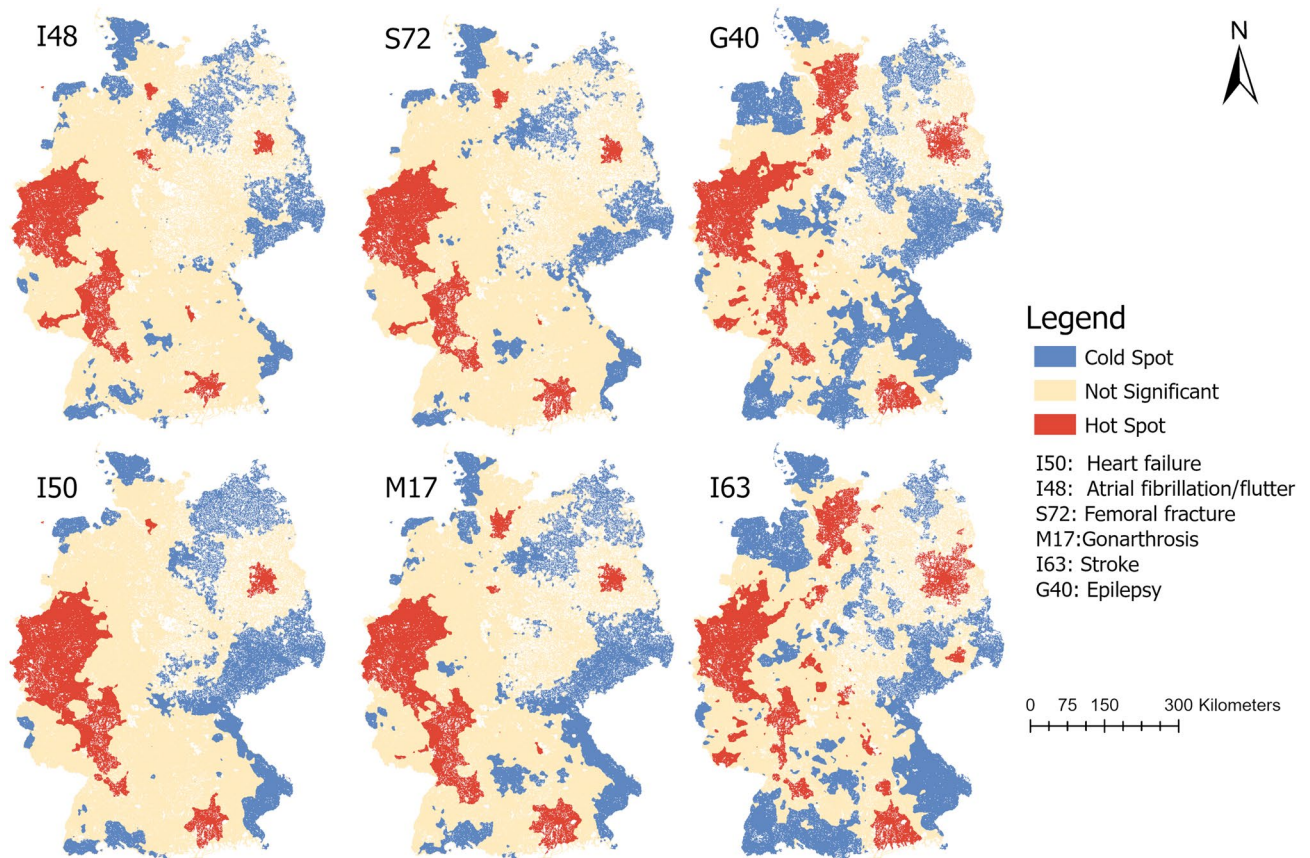 I48
S72
G40
N
I50
M17
I63
Legend
Cold Spot
Not Significant
Hot Spot
I50: Heart failure
I48: Atrial fibrillation/flutter
S72: Femoral fracture
M17:Gonarthrosis
I63: Stroke
G40: Epilepsy
0 75 150 300 Kilometers